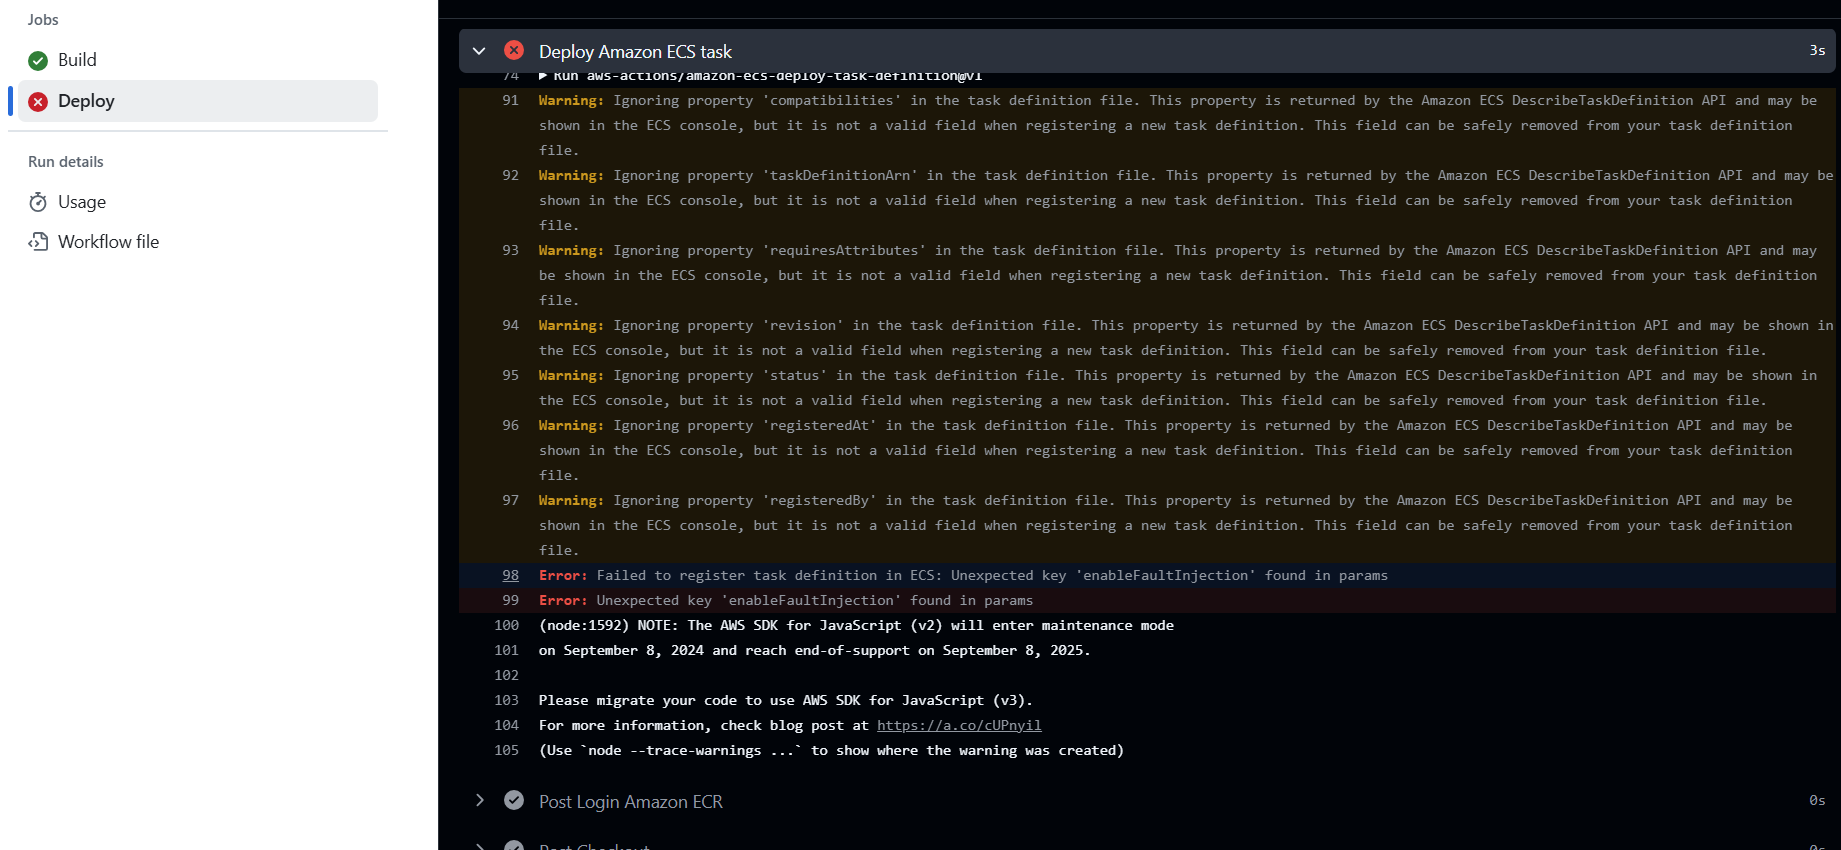 Jobs
Build
Deploy
Run details
Usage
Workflow file
Deploy Amazon ECS task 3s
74 Run aws-actions/amazon-ecs-deploy-task-definition@v1
91 Warning: Ignoring property 'compatibilities' in the task definition file. This property is returned by the Amazon ECS DescribeTaskDefinition API and may be
shown in the ECS console, but it is not a valid field when registering a new task definition. This field can be safely removed from your task definition
file.
92 Warning: Ignoring property 'taskDefinitionArn' in the task definition file. This property is returned by the Amazon ECS DescribeTaskDefinition API and may be
shown in the ECS console, but it is not a valid field when registering a new task definition. This field can be safely removed from your task definition
file.
93 Warning: Ignoring property 'requiresAttributes' in the task definition file. This property is returned by the Amazon ECS DescribeTaskDefinition API and may
be shown in the ECS console, but it is not a valid field when registering a new task definition. This field can be safely removed from your task definition
file.
94 Warning: Ignoring property 'revision' in the task definition file. This property is returned by the Amazon ECS DescribeTaskDefinition API and may be shown in
the ECS console, but it is not a valid field when registering a new task definition. This field can be safely removed from your task definition file.
95 Warning: Ignoring property 'status' in the task definition file. This property is returned by the Amazon ECS DescribeTaskDefinition API and may be shown in
the ECS console, but it is not a valid field when registering a new task definition. This field can be safely removed from your task definition file.
96 Warning: Ignoring property 'registeredAt' in the task definition file. This property is returned by the Amazon ECS DescribeTaskDefinition API and may be
shown in the ECS console, but it is not a valid field when registering a new task definition. This field can be safely removed from your task definition
file.
97 Warning: Ignoring property 'registeredBy' in the task definition file. This property is returned by the Amazon ECS DescribeTaskDefinition API and may be
shown in the ECS console, but it is not a valid field when registering a new task definition. This field can be safely removed from your task definition
file.
98 Error: Failed to register task definition in ECS: Unexpected key 'enableFaultInjection' found in params
99 Error: Unexpected key 'enableFaultInjection' found in params
100 (node:1592) NOTE: The AWS SDK for JavaScript (v2) will enter maintenance mode
101 on September 8, 2024 and reach end-of-support on September 8, 2025.
102
103 Please migrate your code to use AWS SDK for JavaScript (v3).
104 For more information, check blog post at https://a.co/cUPnyil
105 (Use `node --trace-warnings ...` to show where the warning was created)
Post Login Amazon ECR 0s
Post Checkout 0s